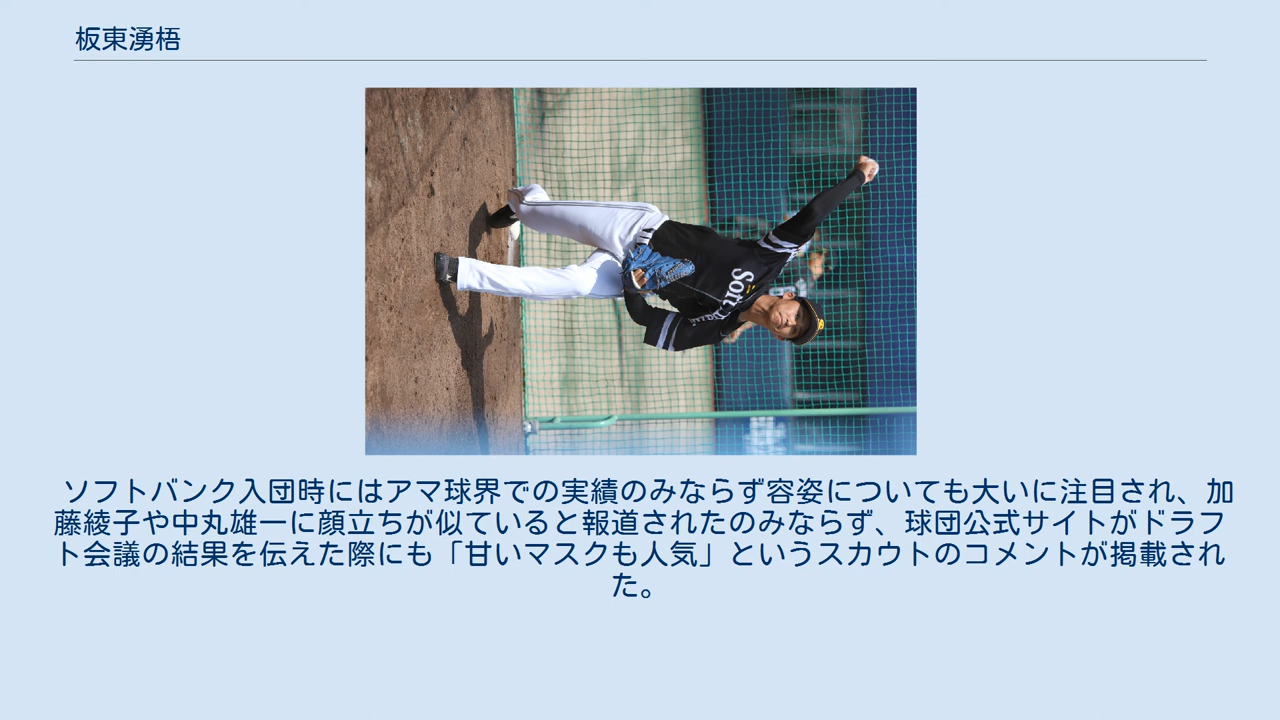 板東湧梧
ソフトバンク入団時にはアマ球界での実績のみならず容姿についても大いに注目され、加
藤綾子や中丸雄一に顔立ちが似ていると報道されたのみならず、球団公式サイトがドラフ
ト会議の結果を伝えた際にも「甘いマスクも人気」というスカウトのコメントが掲載され
た。